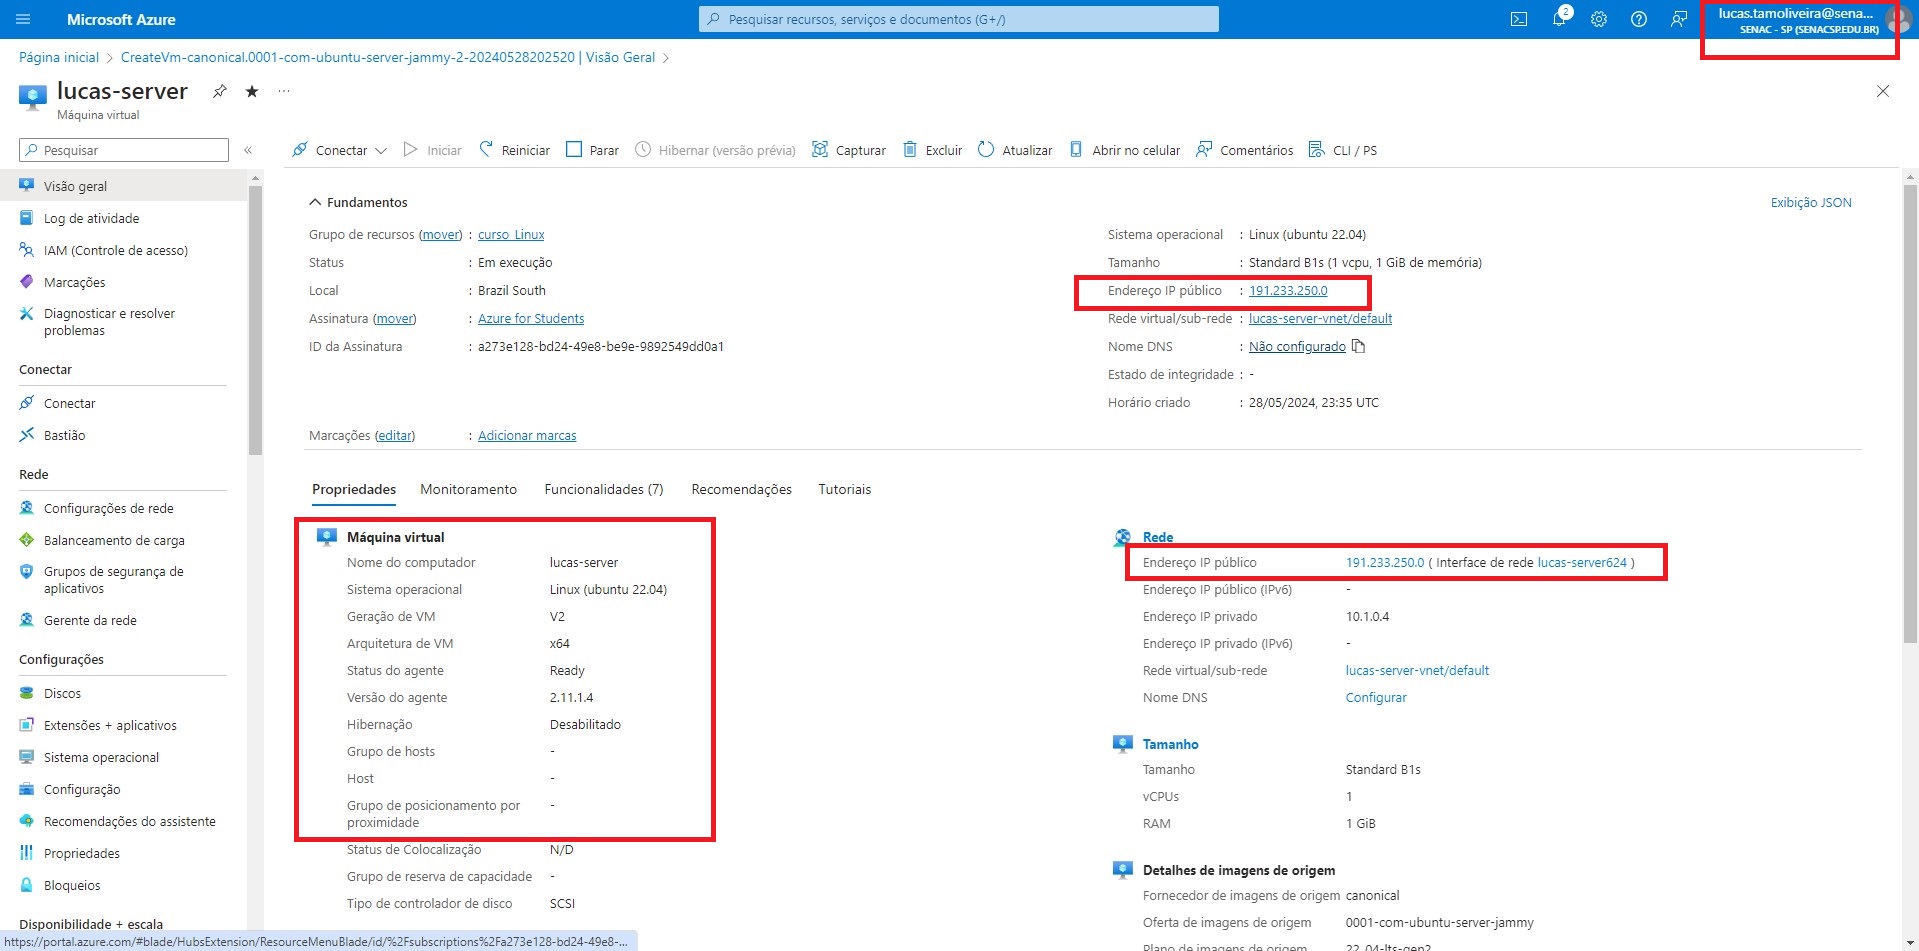 Microsoft Azure
Pesquisar recursos, serviços e documentos (G+/)
2
lucas.tamoliveira@sena...
SENAC - SP (SENACSP.EDU.BR)
Página inicial > CreateVm-canonical.0001-com-ubuntu-server-jammy-2-20240528202520 | Visão Geral >
lucas-server
Máquina virtual
Pesquisar
Conectar Iniciar Reiniciar Parar Hibernar (versão prévia) Capturar Excluir Atualizar Abrir no celular Comentários CLI / PS
Visão geral
Log de atividade
IAM (Controle de acesso)
Marcações
Diagnosticar e resolver
problemas
Conectar
Conectar
Bastião
Rede
Configurações de rede
Balanceamento de carga
Grupos de segurança de
aplicativos
Gerente da rede
Configurações
Discos
Extensões + aplicativos
Sistema operacional
Configuração
Recomendações do assistente
Propriedades
Bloqueios
Disponibilidade + escala
Fundamentos
Exibição JSON
Grupo de recursos (mover) : curso_Linux
Status : Em execução
Local : Brazil South
Assinatura (mover) : Azure for Students
ID da Assinatura : a273e128-bd24-49e8-be9e-9892549dd0a1
Sistema operacional : Linux (ubuntu 22.04)
Tamanho : Standard B1s (1 vcpu, 1 GiB de memória)
Endereço IP público : 191.233.250.0
Rede virtual/sub-rede : lucas-server-vnet/default
Nome DNS : Não configurado
Estado de integridade : -
Horário criado : 28/05/2024, 23:35 UTC
Marcações (editar) : Adicionar marcas
Propriedades Monitoramento Funcionalidades (7) Recomendações Tutoriais
Máquina virtual
Nome do computador lucas-server
Sistema operacional Linux (ubuntu 22.04)
Geração de VM V2
Arquitetura de VM x64
Status do agente Ready
Versão do agente 2.11.1.4
Hibernação Desabilitado
Grupo de hosts -
Host -
Grupo de posicionamento por -
proximidade
Status de Colocalização N/D
Grupo de reserva de capacidade -
Tipo de controlador de disco SCSI
Rede
Endereço IP público 191.233.250.0 ( Interface de rede lucas-server624 )
Endereço IP público (IPv6) -
Endereço IP privado 10.1.0.4
Endereço IP privado (IPv6) -
Rede virtual/sub-rede lucas-server-vnet/default
Nome DNS Configurar
Tamanho
Tamanho Standard B1s
vCPUs 1
RAM 1 GiB
Detalhes de imagens de origem
Fornecedor de imagens de origem canonical
Oferta de imagens de origem 0001-com-ubuntu-server-jammy
Plano de imagens de origem 22_04-lts-gen2
https://portal.azure.com/#blade/HubsExtension/ResourceMenuBlade/id/%2Fsubscriptions%2Fa273e128-bd24-49e8-...